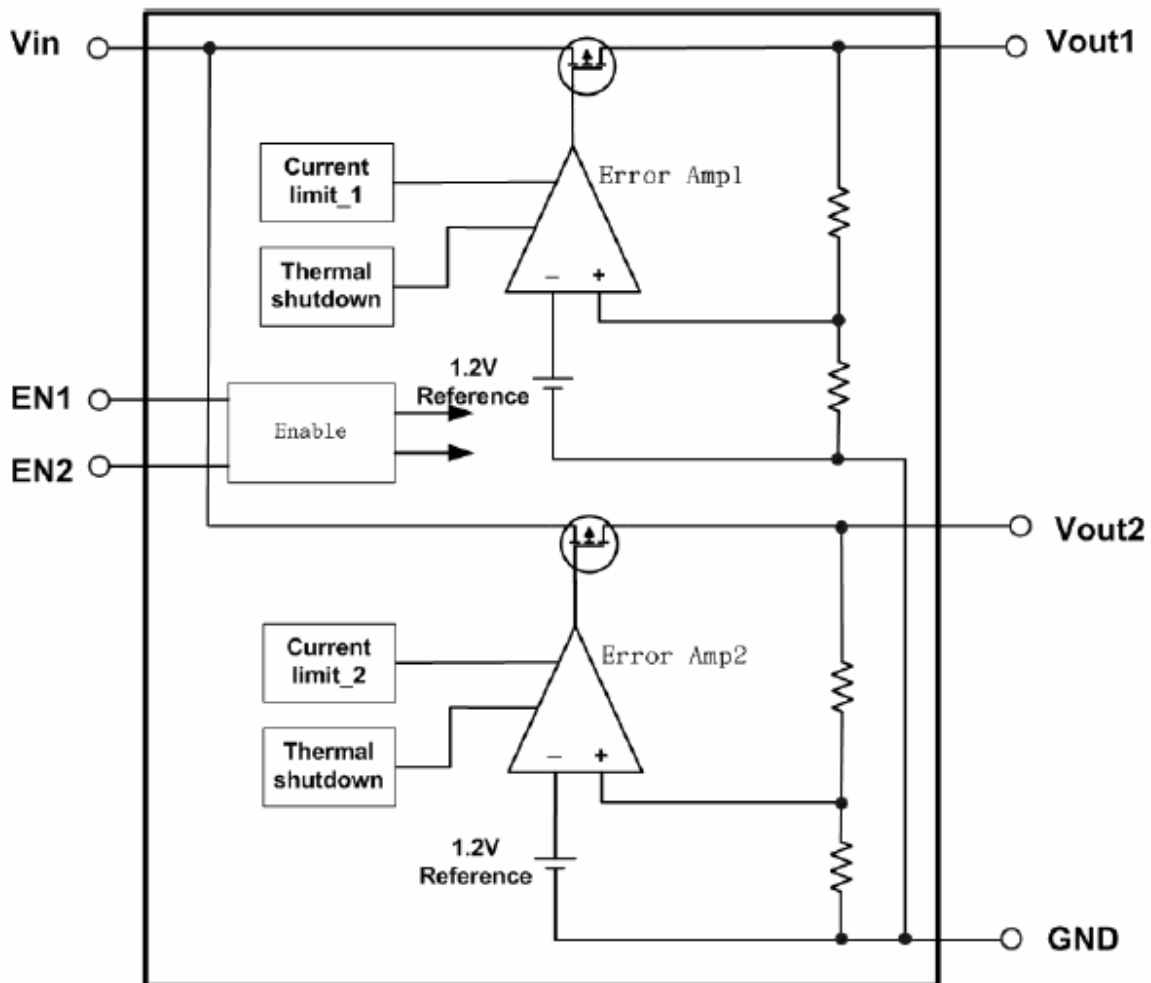 Vin
Vout1
Current
limit_1
Error Amp1
Thermal
shutdown
- +
1.2V
Reference
EN1
Enable
EN2
Vout2
Current
limit_2
Error Amp2
Thermal
shutdown
- +
1.2V
Reference
GND